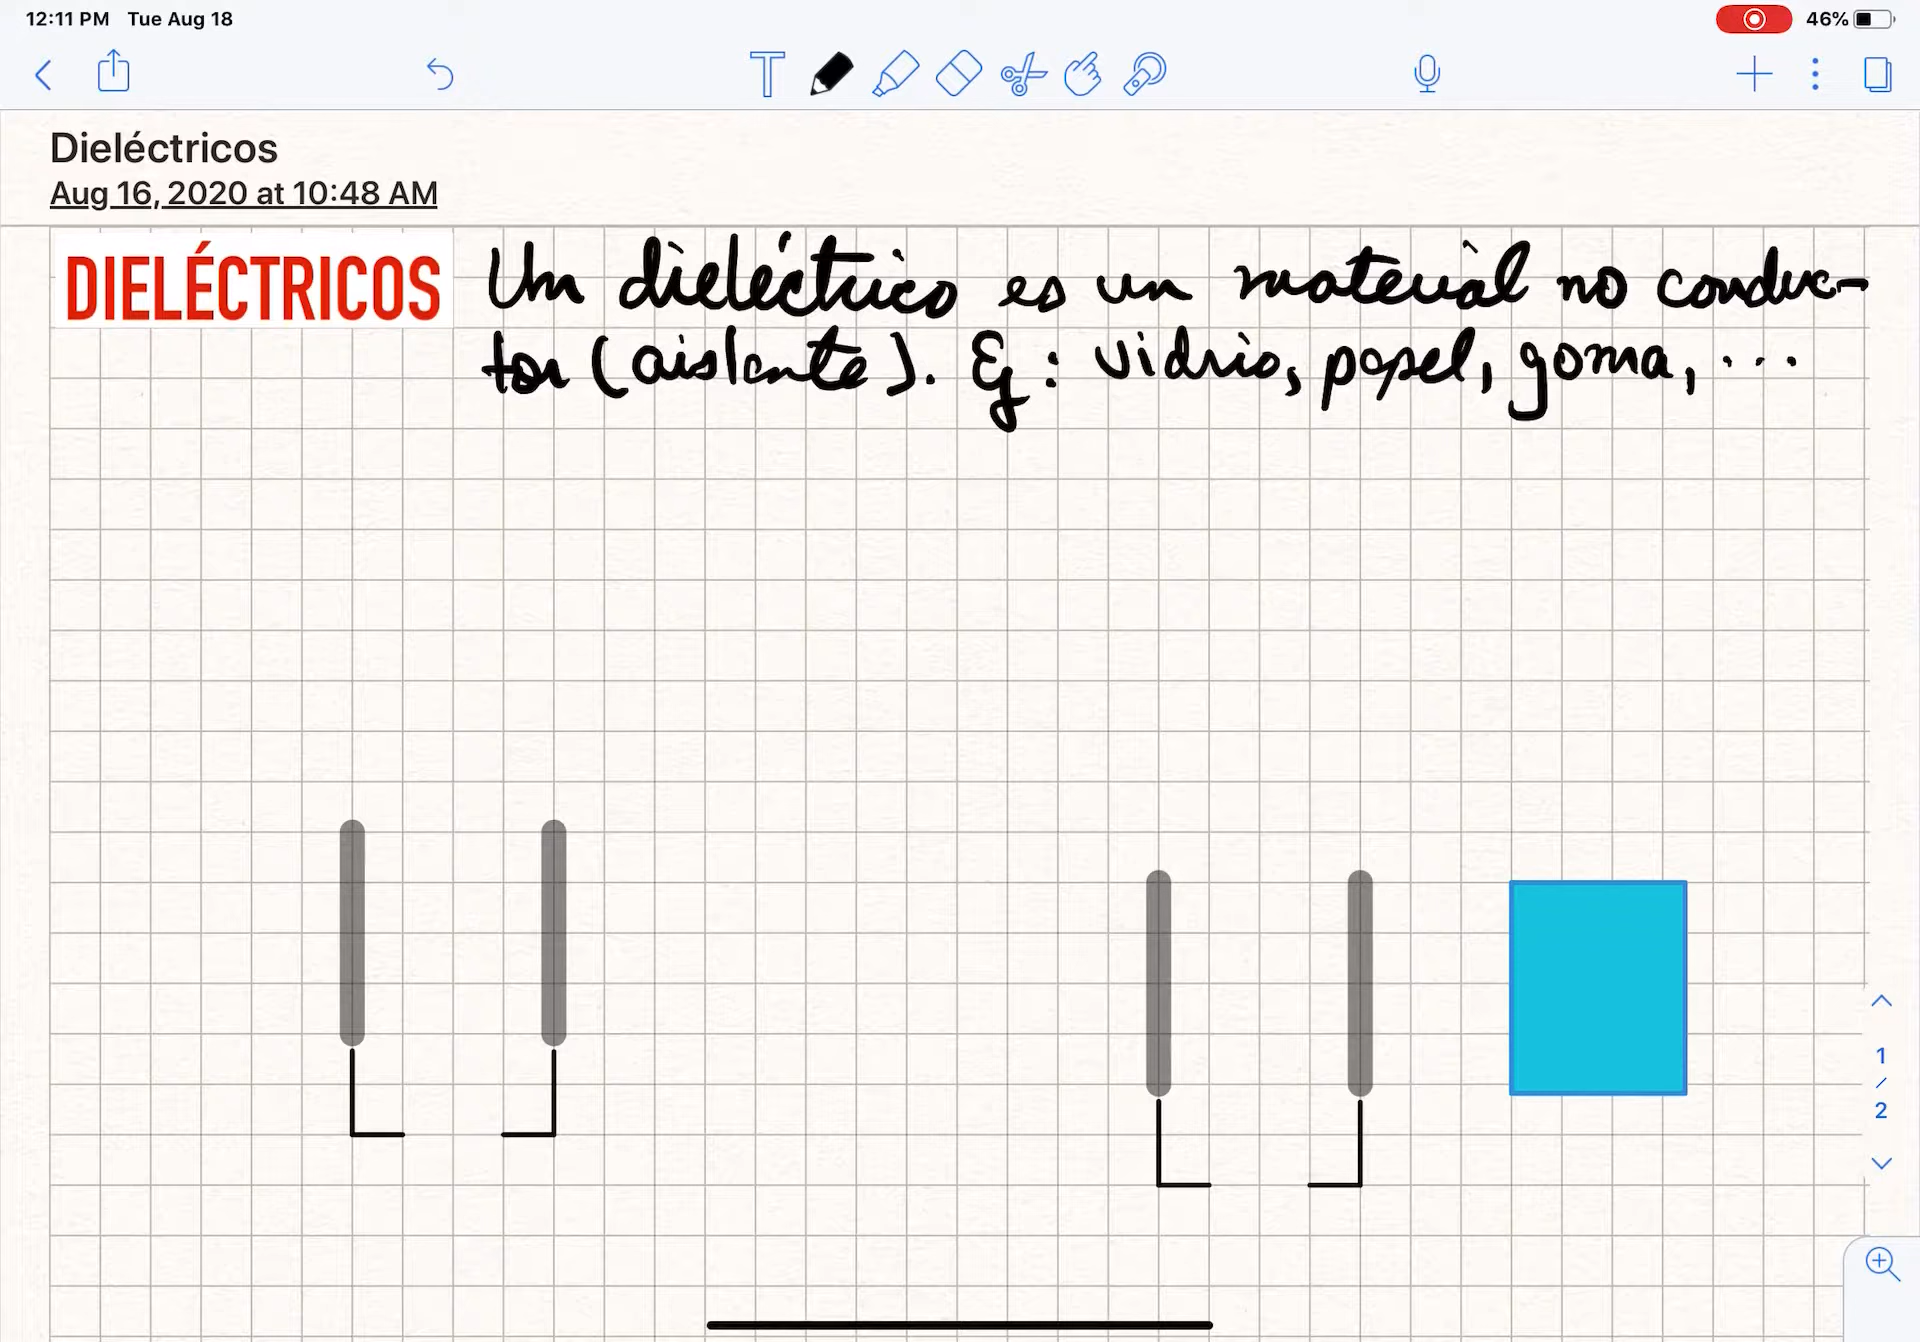 12:11 PM Tue Aug 18
46%
Dieléctricos
Aug 16, 2020 at 10:48 AM
DIELÉCTRICOS
Un dieléctrico es un material no conduc-
tor (aislante). Eg: vidrio, papel, goma, ...
1
/
2